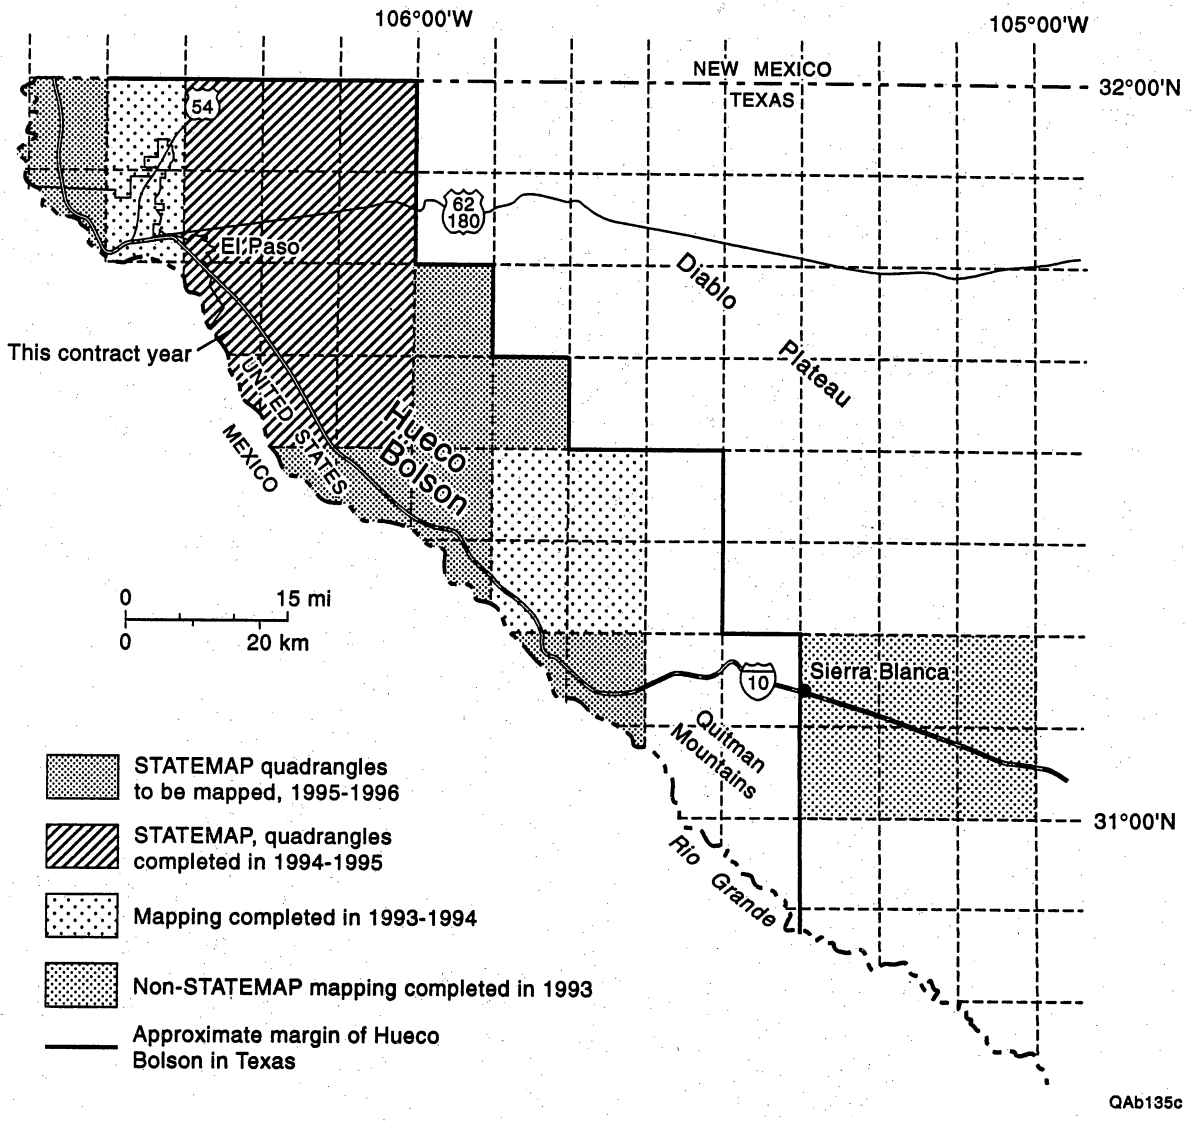 106°00'W
105°00'W
NEW MEXICO
TEXAS
32°00'N
54
62
180
El Paso
Diablo
Plateau
This contract year
UNITED STATES
MEXICO
Hueco
Bolson
0 15 mi
0 20 km
10
Sierra Blanca
Quitman
Mountains
31°00'N
Rio Grande
STATEMAP quadrangles
to be mapped, 1995-1996
STATEMAP, quadrangles
completed in 1994-1995
Mapping completed in 1993-1994
Non-STATEMAP mapping completed in 1993
Approximate margin of Hueco
Bolson in Texas
QAb135c